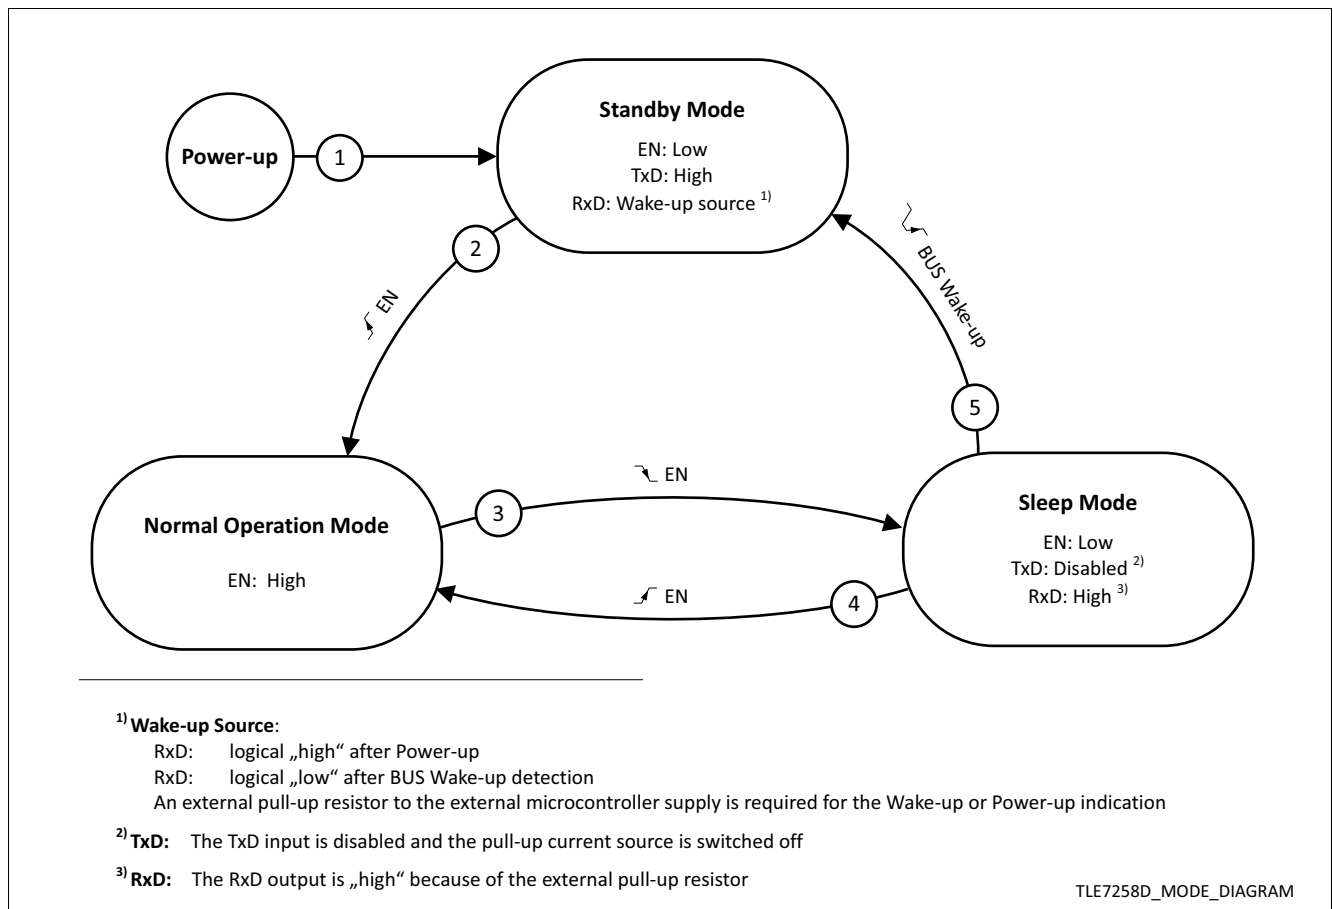 Power-up
1
Standby Mode
EN: Low
TxD: High
RxD: Wake-up source 1)
2
EN
BUS Wake-up
5
Normal Operation Mode
EN: High
3
EN
EN
4
Sleep Mode
EN: Low
TxD: Disabled 2)
RxD: High 3)
1) Wake-up Source:
RxD: logical „high“ after Power-up
RxD: logical „low“ after BUS Wake-up detection
An external pull-up resistor to the external microcontroller supply is required for the Wake-up or Power-up indication
2) TxD: The TxD input is disabled and the pull-up current source is switched off
3) RxD: The RxD output is „high“ because of the external pull-up resistor
TLE7258D_MODE_DIAGRAM